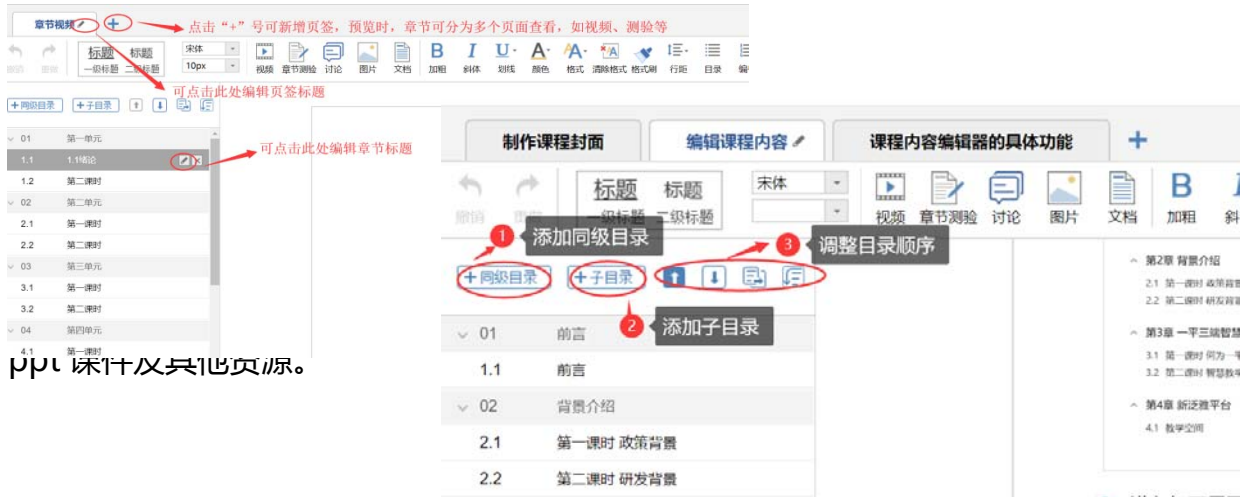 章节视频
点击“+”号可新增页签，预览时，章节可分为多个页面查看，如视频、测验等
撤销 重做 标题 标题 宋体
一级标题 二级标题 10px 视频 章节测验 讨论 图片 文档 B 加粗 I 斜体 U 划线 A 颜色 A 格式 清除格式 格式刷 行距 目录
可点击此处编辑页签标题
+同级目录 +子目录
01 第一单元
可点击此处编辑章节标题
1.1 1.1绪论
1.2 第二课时
02 第二单元
2.1 第一课时
2.2 第二课时
03 第三单元
3.1 第一课时
3.2 第二课时
04 第四单元
4.1 第一课时
ppt 课件及其他资源。
制作课程封面 编辑课程内容 课程内容编辑器的具体功能
标题 标题 宋体
撤销 重做 一级标题 二级标题 视频 章节测验 讨论 图片 文档 B 加粗 I
1 添加同级目录
3 调整目录顺序
+同级目录 +子目录
2 添加子目录
01 前言
1.1 前言
02 背景介绍
2.1 第一课时 政策背景
2.2 第二课时 研发背景
第2章 背景介绍
2.1 第一课时 政策背景
2.2 第二课时 研发背景
第3章 一平三端智慧
3.1 第一课时 何为一平
3.2 第二课时 智慧教学
第4章 新泛雅平台
4.1 教学空间